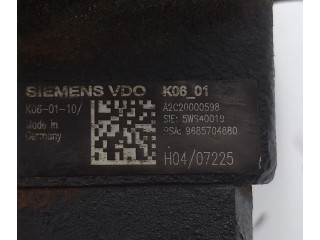 SIEMENS VDO K06_01
K06-01-10/ A2C20000598
Made in SIE: 5WS40019
Germany PSA: 9685704880
H04/07225